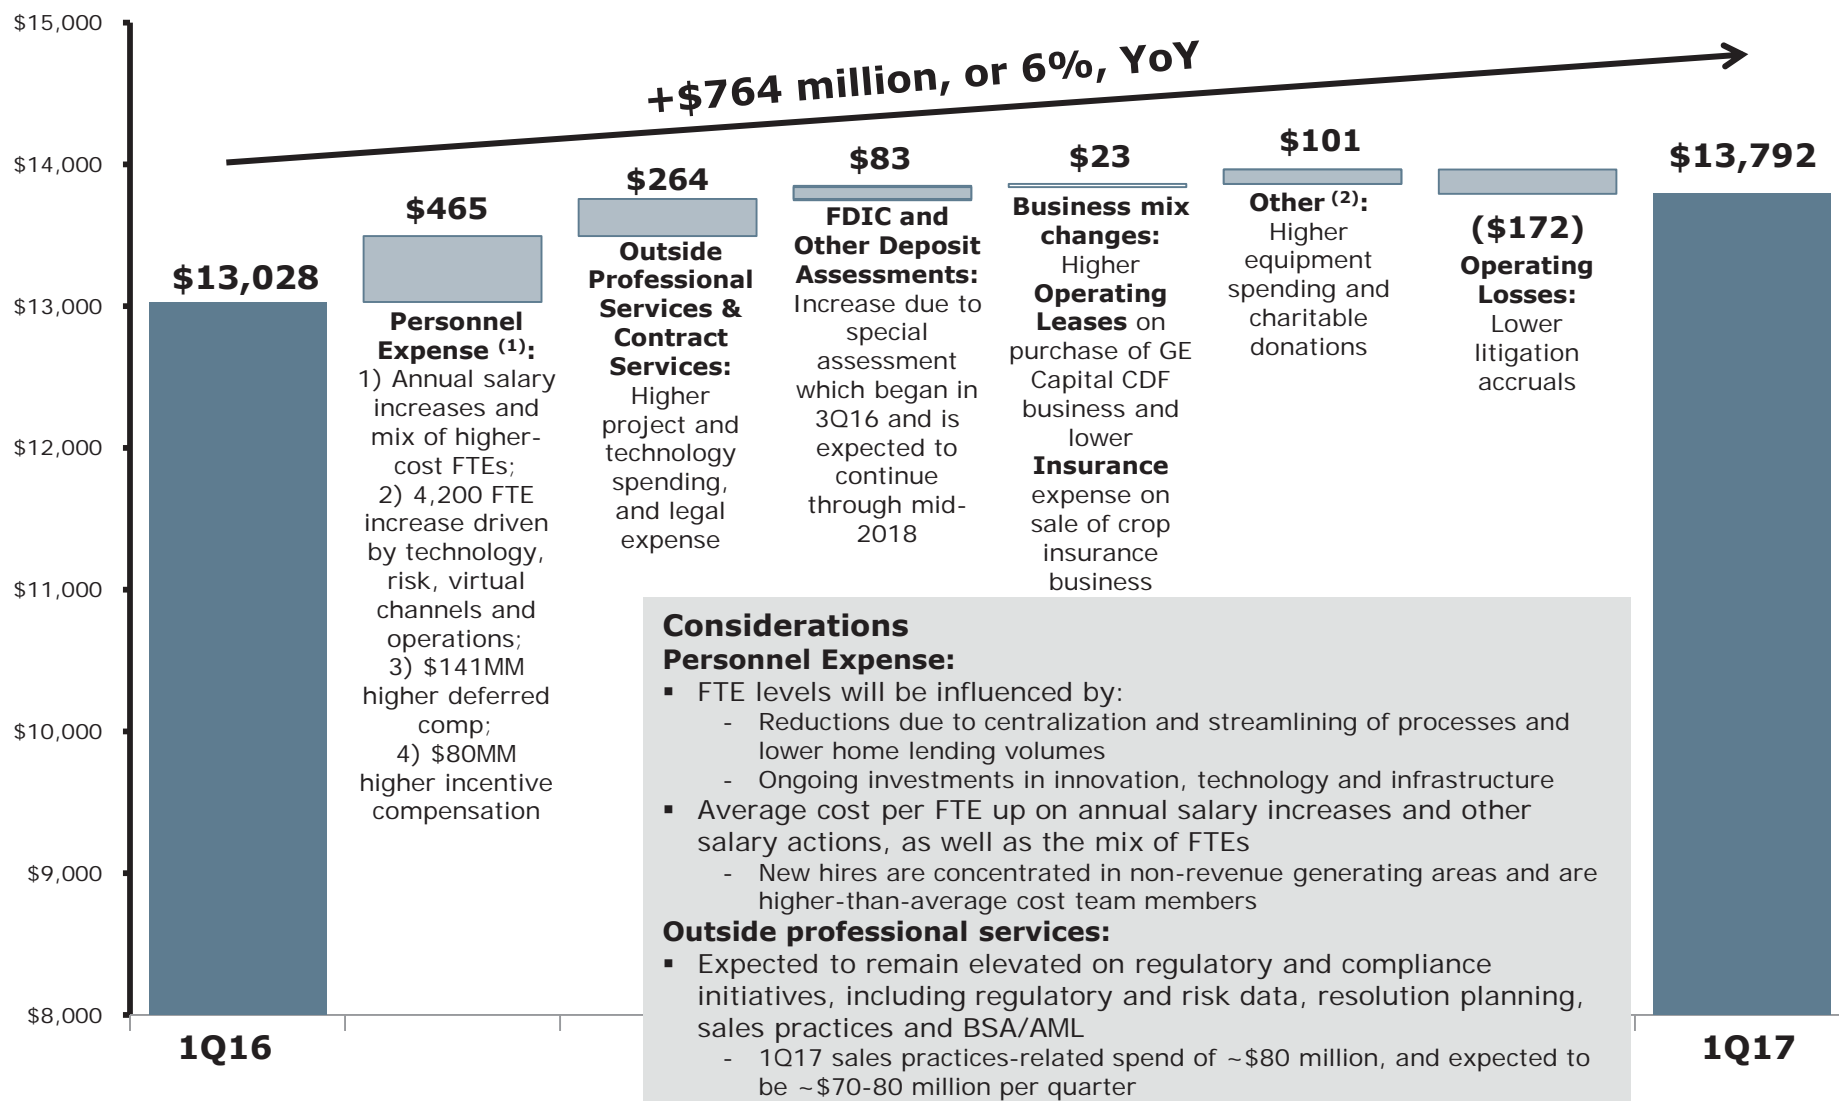 $15,000
$14,000
$13,000
$12,000
$11,000
$10,000
$9,000
$8,000
+$764 million, or 6%, YoY
$13,028
1Q16
$465
Personnel
Expense (1):
1) Annual salary
increases and
mix of higher-
cost FTEs;
2) 4,200 FTE
increase driven
by technology,
risk, virtual
channels and
operations;
3) $141MM
higher deferred
comp;
4) $80MM
higher incentive
compensation
$264
Outside
Professional
Services &
Contract
Services:
Higher
project and
technology
spending,
and legal
expense
$83
FDIC and
Other Deposit
Assessments:
Increase due to
special
assessment
which began in
3Q16 and is
expected to
continue
through mid-
2018
$23
Business mix
changes:
Higher
Operating
Leases on
purchase of GE
Capital CDF
business and
lower
Insurance
expense on
sale of crop
insurance
business
$101
Other (2):
Higher
equipment
spending and
charitable
donations
($172)
Operating
Losses:
Lower
litigation
accruals
$13,792
1Q17
Considerations
Personnel Expense:
▪ FTE levels will be influenced by:
- Reductions due to centralization and streamlining of processes and
lower home lending volumes
- Ongoing investments in innovation, technology and infrastructure
▪ Average cost per FTE up on annual salary increases and other
salary actions, as well as the mix of FTEs
- New hires are concentrated in non-revenue generating areas and are
higher-than-average cost team members
Outside professional services:
▪ Expected to remain elevated on regulatory and compliance
initiatives, including regulatory and risk data, resolution planning,
sales practices and BSA/AML
- 1Q17 sales practices-related spend of ~$80 million, and expected to
be ~$70-80 million per quarter